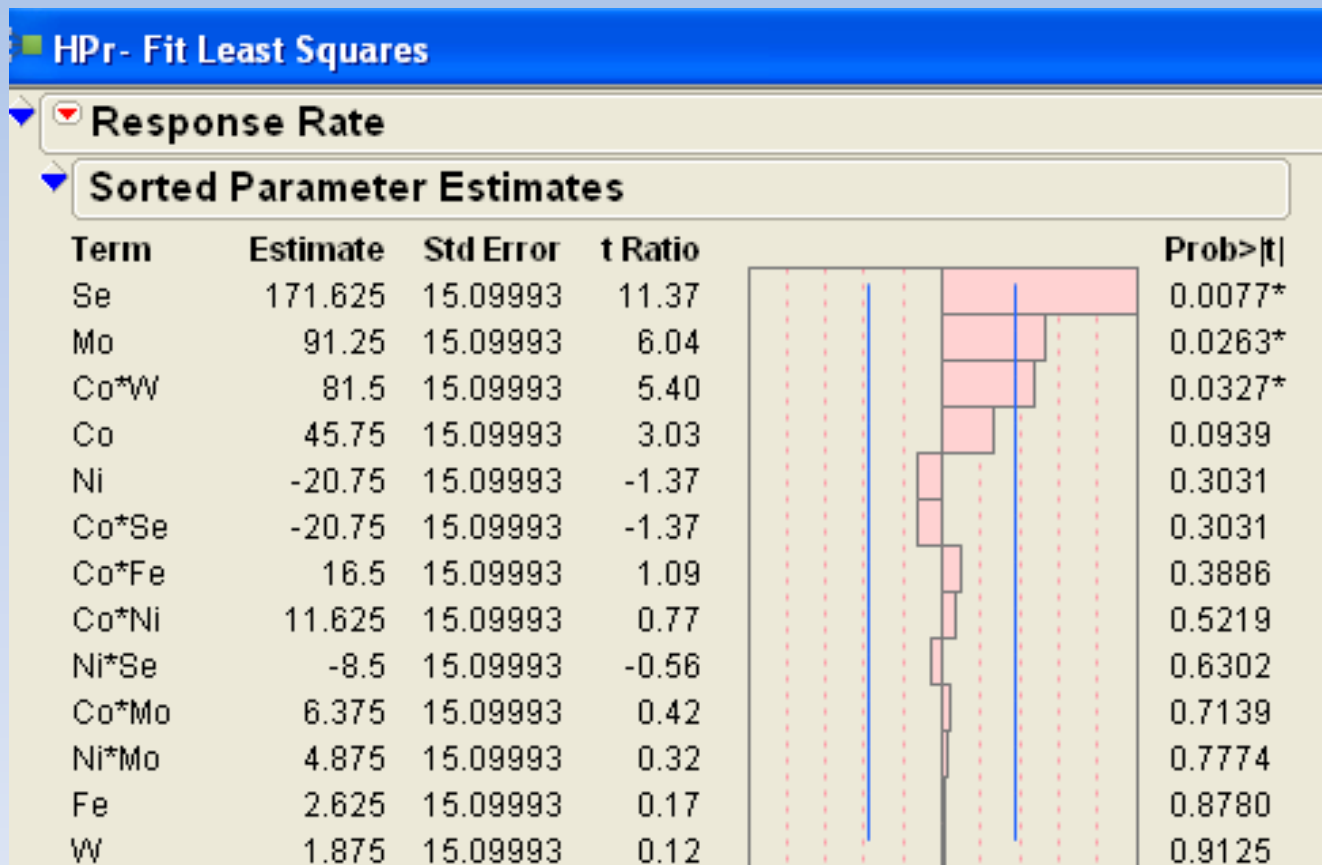 HPr- Fit Least Squares
Response Rate
Sorted Parameter Estimates
Term Estimate Std Error t Ratio Prob>|t|
Se 171.625 15.09993 11.37 0.0077*
Mo 91.25 15.09993 6.04 0.0263*
Co*W 81.5 15.09993 5.40 0.0327*
Co 45.75 15.09993 3.03 0.0939
Ni -20.75 15.09993 -1.37 0.3031
Co*Se -20.75 15.09993 -1.37 0.3031
Co*Fe 16.5 15.09993 1.09 0.3886
Co*Ni 11.625 15.09993 0.77 0.5219
Ni*Se -8.5 15.09993 -0.56 0.6302
Co*Mo 6.375 15.09993 0.42 0.7139
Ni*Mo 4.875 15.09993 0.32 0.7774
Fe 2.625 15.09993 0.17 0.8780
W 1.875 15.09993 0.12 0.9125